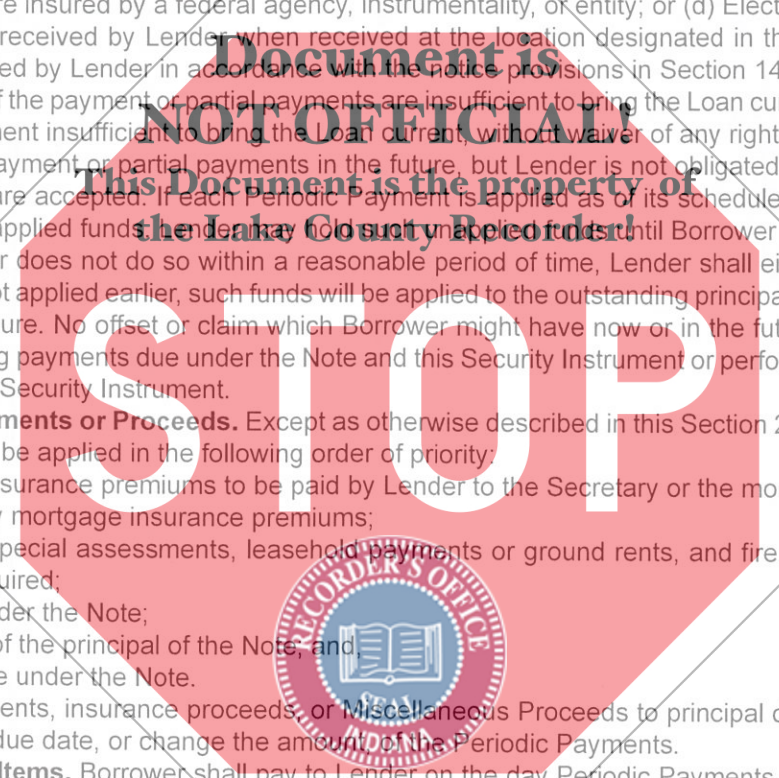 re insured by a federal agency, instrumentality, or entity; or (d) Elect
received by Lender when received at the location designated in th
ed by Lender in accordance with the notice provisions in Section 14
f the payment or partial payments are insufficient to bring the Loan cu
ment insufficient to bring the Loan current, without waiver of any right
ayment or partial payments in the future, but Lender is not obligated
are accepted. If each Periodic Payment is applied as of its schedule
applied funds. Lender may hold such unapplied funds until Borrower
r does not do so within a reasonable period of time, Lender shall ei
t applied earlier, such funds will be applied to the outstanding principa
ure. No offset or claim which Borrower might have now or in the fut
g payments due under the Note and this Security Instrument or perfo
Security Instrument.
ments or Proceeds. Except as otherwise described in this Section 2
be applied in the following order of priority:
surance premiums to be paid by Lender to the Secretary or the mo
y mortgage insurance premiums;
pecial assessments, leasehold payments or ground rents, and fire
uired;
der the Note;
of the principal of the Note; and,
e under the Note.
ents, insurance proceeds, or Miscellaneous Proceeds to principal
due date, or change the amount, of the Periodic Payments.
Items. Borrower shall pay to Lender on the day Periodic Payments
Document is
NOT OFFICIAL!
This Document is the property of
the Lake County Recorder!
STOP
RECORDER'S OFFICE
SEAL
INDIANA